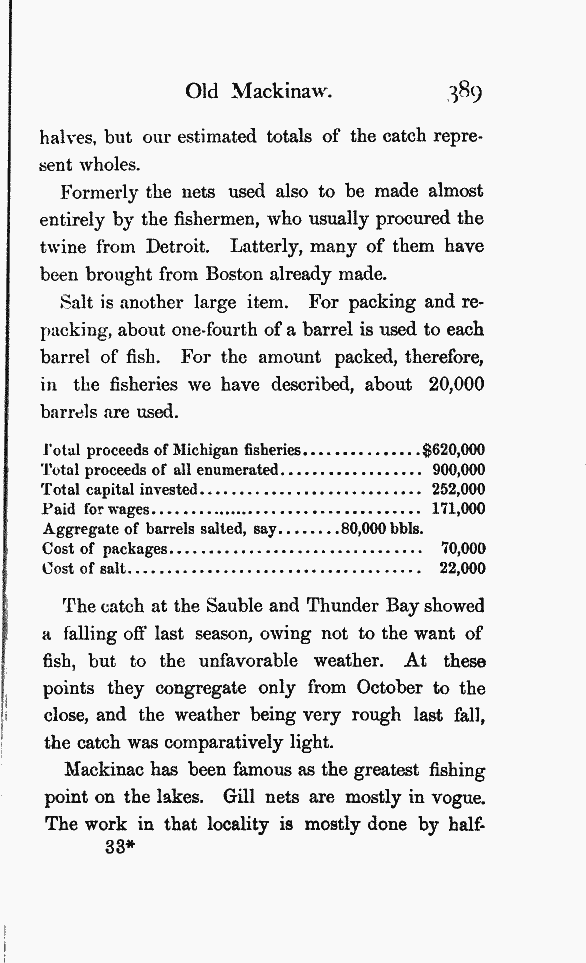 Old Mackinaw. 389
halves, but our estimated totals of the catch repre-
sent wholes.
Formerly the nets used also to be made almost
entirely by the fishermen, who usually procured the
twine from Detroit. Latterly, many of them have
been brought from Boston already made.
Salt is another large item. For packing and re-
packing, about one-fourth of a barrel is used to each
barrel of fish. For the amount packed, therefore,
in the fisheries we have described, about 20,000
barrels are used.
Total proceeds of Michigan fisheries...............$620,000
Total proceeds of all enumerated.................. 900,000
Total capital invested............................ 252,000
Paid for wages.................................. 171,000
Aggregate of barrels salted, say........80,000 bbls.
Cost of packages................................ 70,000
Cost of salt..................................... 22,000
The catch at the Sauble and Thunder Bay showed
a falling off last season, owing not to the want of
fish, but to the unfavorable weather. At these
points they congregate only from October to the
close, and the weather being very rough last fall,
the catch was comparatively light.
Mackinac has been famous as the greatest fishing
point on the lakes. Gill nets are mostly in vogue.
The work in that locality is mostly done by half-
33*